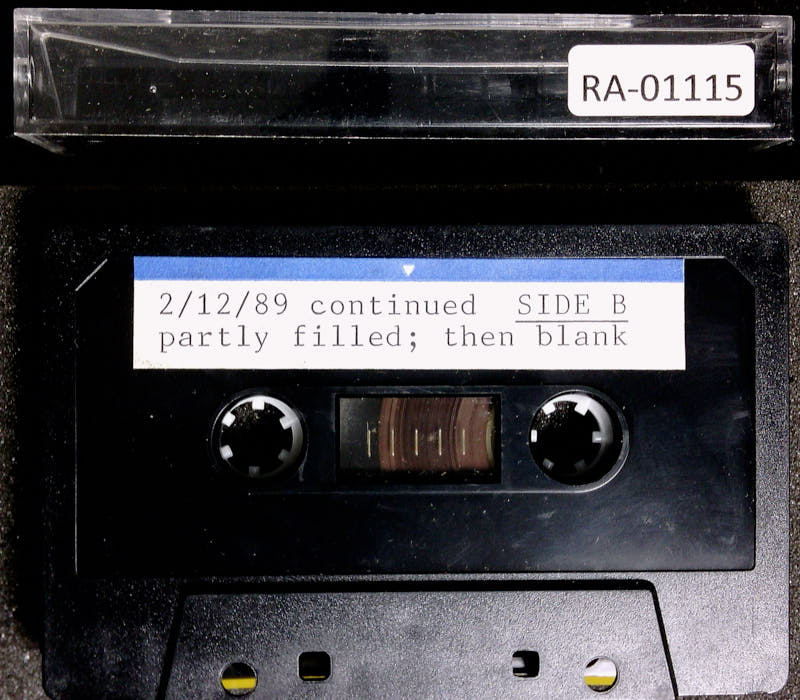 RA-01115
2/12/89 continued SIDE B
partly filled; then blank